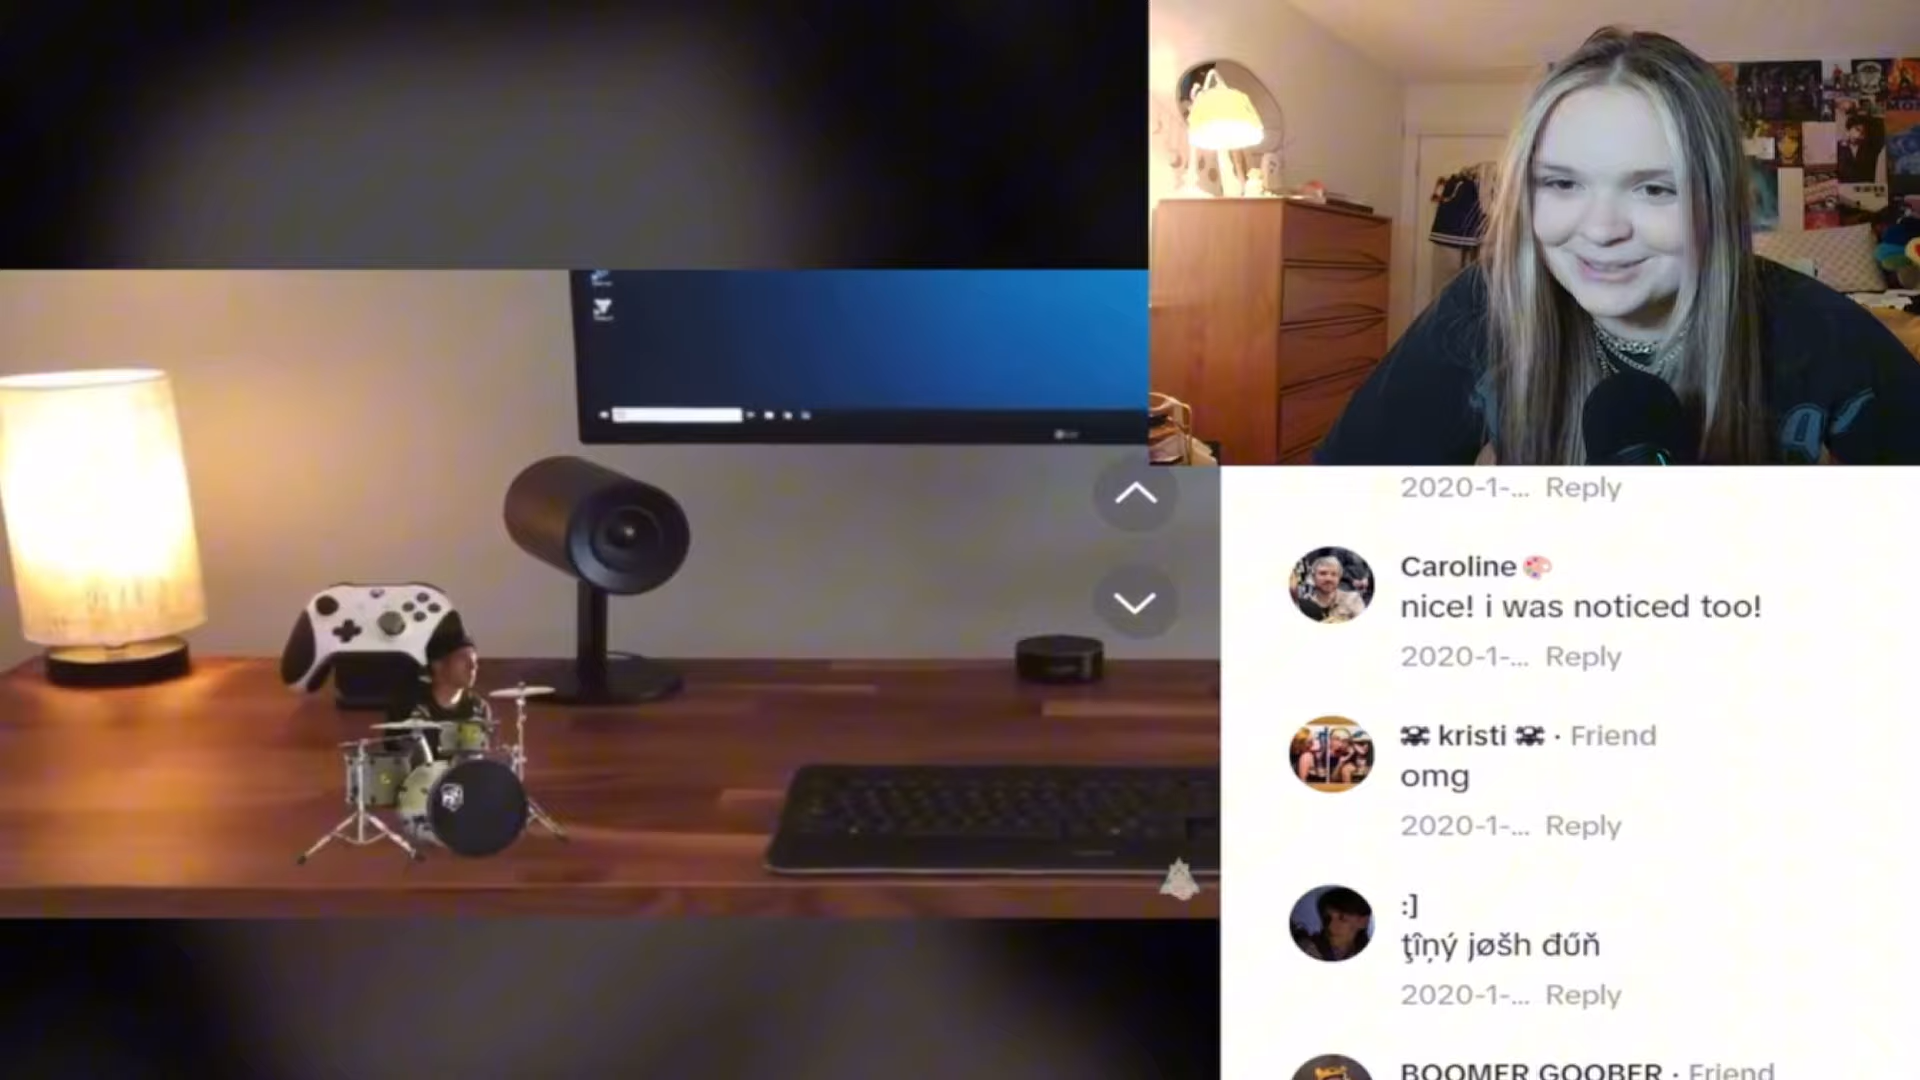 2020-1-... Reply
Caroline🎨
nice! i was noticed too!
2020-1-... Reply
☠ kristi ☠ · Friend
omg
2020-1-... Reply
:]
ţîņý jøšh đűň
2020-1-... Reply
BOOMER GOOBER · Friend